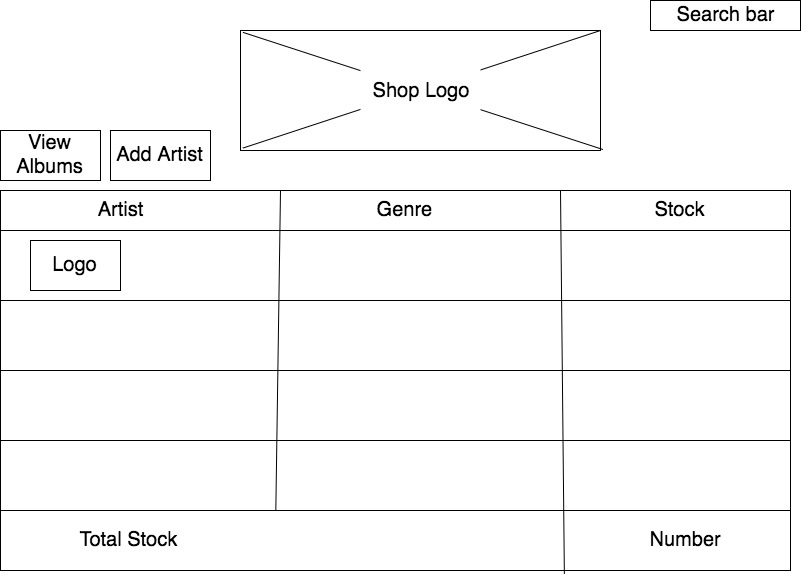 Search bar
Shop Logo
View
Albums
Add Artist
Artist
Genre
Stock
Logo
Total Stock
Number